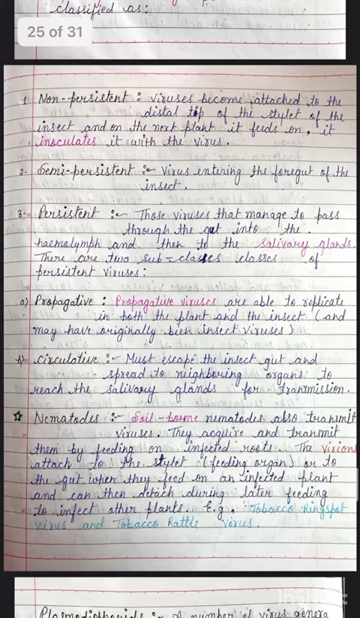 classified as:
25 of 31
1. Non-persistent : Viruses become attached to the
distal tip of the stylet of the
insect and on the next plant it feeds on, it
inoculates it with the virus.
2- Semi-persistent :- Virus entering the foregut of the
insect.
3- Persistent :- Those viruses that manage to pass
through the gut into the
haemolymph and then to the salivary glands.
There are two sub-classes classes of
persistent viruses:
a) Propagative : Propagative viruses are able to replicate
in both the plant and the insect (and
may have originally been insect viruses)
b) Circulative :- Must escape the insect gut and
spread to neighboring organs to
reach the salivary glands for transmission.
Nematodes :- Soil-borne nematodes also transmit
viruses. They acquire and transmit
them by feeding on infected roots. The virions
attach to the stylet (feeding organ) or to
the gut when they feed on an infected plant
and can then detach during later feeding
to infect other plants. E.g. Tobacco Ringspot
virus and Tobacco Rattle Virus.
Plasmodiophorids :- A number of virus genera